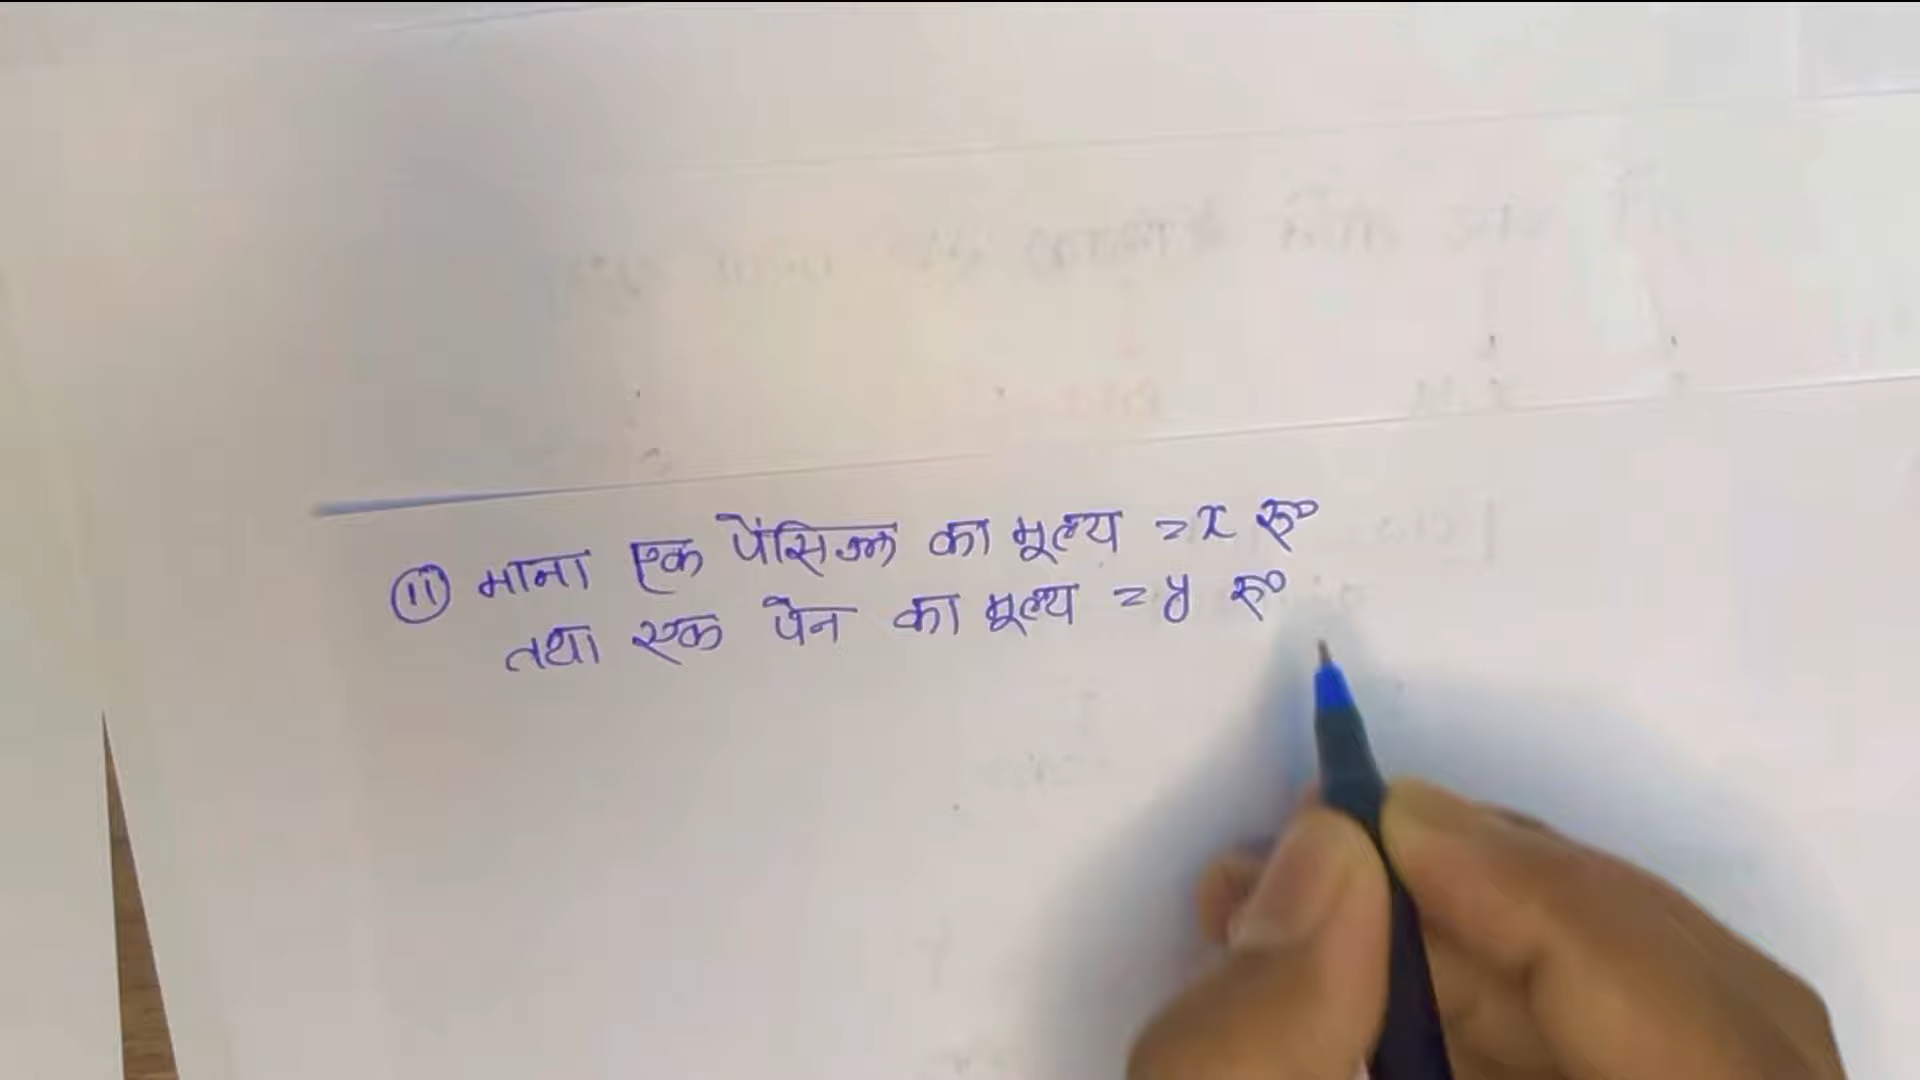 (ii) माना एक पेंसिल का मूल्य = x रु०
तथा एक पेन का मूल्य = y रु०